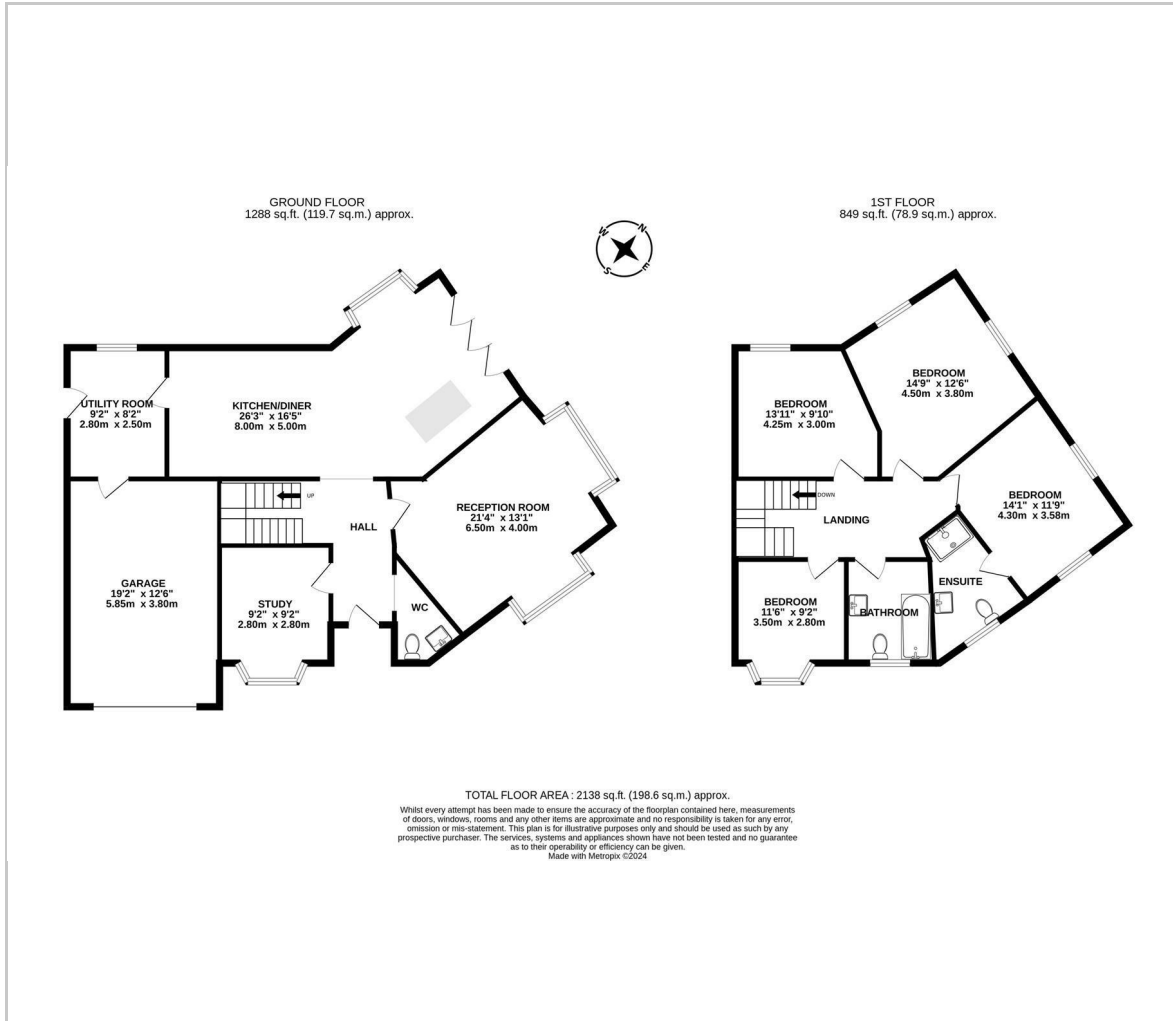 GROUND FLOOR
1288 sq.ft. (119.7 sq.m.) approx.
1ST FLOOR
849 sq.ft. (78.9 sq.m.) approx.
N
W
E
S
UTILITY ROOM
9'2" x 8'2"
2.80m x 2.50m
KITCHEN/DINER
26'3" x 16'5"
8.00m x 5.00m
UP
HALL
RECEPTION ROOM
21'4" x 13'1"
6.50m x 4.00m
GARAGE
19'2" x 12'6"
5.85m x 3.80m
STUDY
9'2" x 9'2"
2.80m x 2.80m
WC
BEDROOM
14'9" x 12'6"
4.50m x 3.80m
BEDROOM
13'11" x 9'10"
4.25m x 3.00m
DOWN
LANDING
BEDROOM
14'1" x 11'9"
4.30m x 3.58m
ENSUITE
BEDROOM
11'6" x 9'2"
3.50m x 2.80m
BATHROOM
TOTAL FLOOR AREA : 2138 sq.ft. (198.6 sq.m.) approx.
Whilst every attempt has been made to ensure the accuracy of the floorplan contained here, measurements
of doors, windows, rooms and any other items are approximate and no responsibility is taken for any error,
omission or mis-statement. This plan is for illustrative purposes only and should be used as such by any
prospective purchaser. The services, systems and appliances shown have not been tested and no guarantee
as to their operability or efficiency can be given.
Made with Metropix ©2024